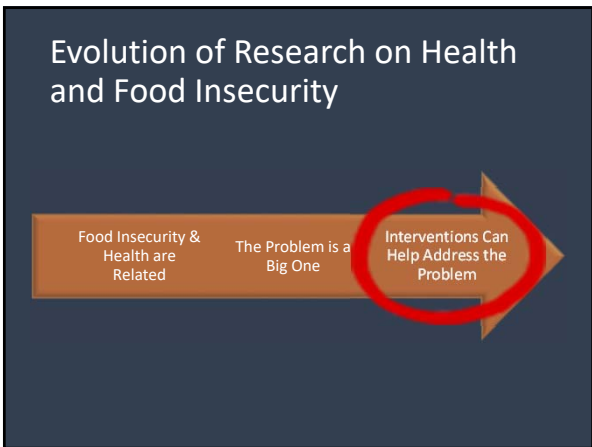 Evolution of Research on Health
and Food Insecurity
Food Insecurity &
Health are
Related
The Problem is a
Big One
Interventions Can
Help Address the
Problem